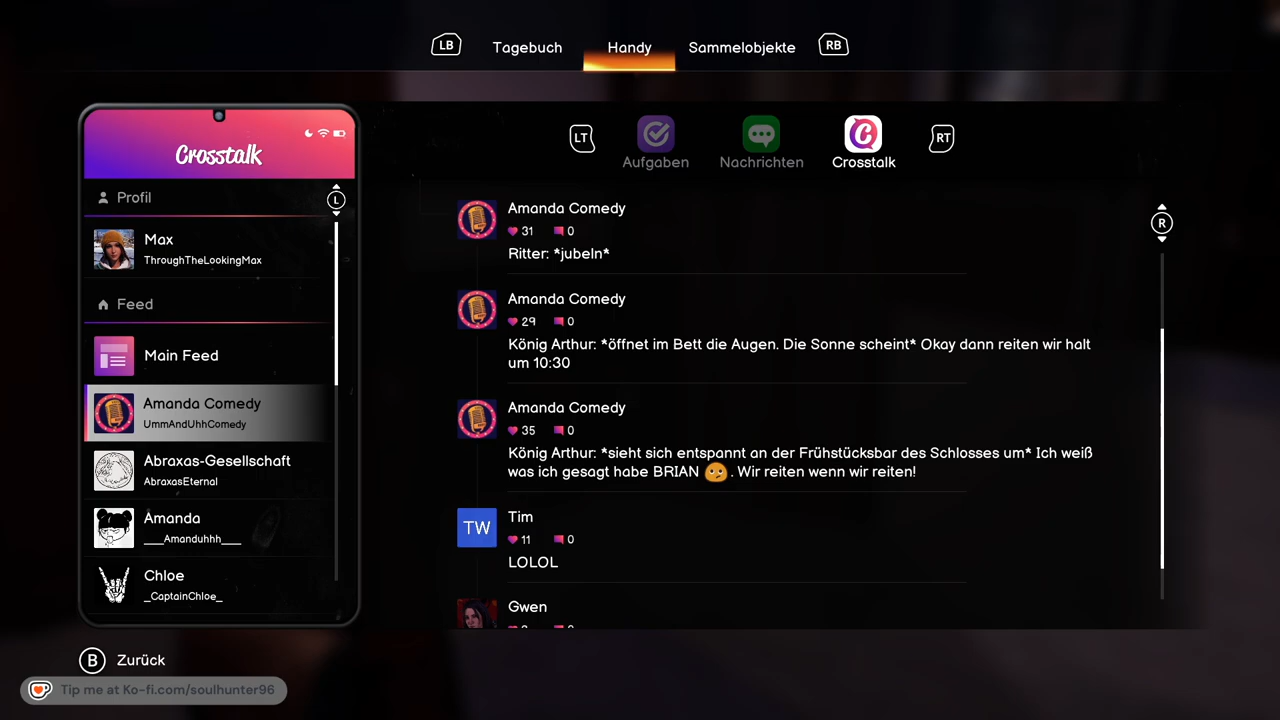 LB
Tagebuch
Handy
Sammelobjekte
RB
Crosstalk
LT
Aufgaben
Nachrichten
Crosstalk
RT
Profil
L
Max
ThroughTheLookingMax
Feed
Main Feed
Amanda Comedy
UmmAndUhhComedy
Abraxas-Gesellschaft
AbraxasEternal
Amanda
___Amanduhhh___
Chloe
_CaptainChloe_
R
Amanda Comedy
31 0
Ritter: *jubeln*
Amanda Comedy
29 0
König Arthur: *öffnet im Bett die Augen. Die Sonne scheint* Okay dann reiten wir halt
um 10:30
Amanda Comedy
35 0
König Arthur: *sieht sich entspannt an der Frühstücksbar des Schlosses um* Ich weiß
was ich gesagt habe BRIAN 🫤. Wir reiten wenn wir reiten!
TW
Tim
11 0
LOLOL
Gwen
B Zurück
Tip me at Ko-fi.com/soulhunter96